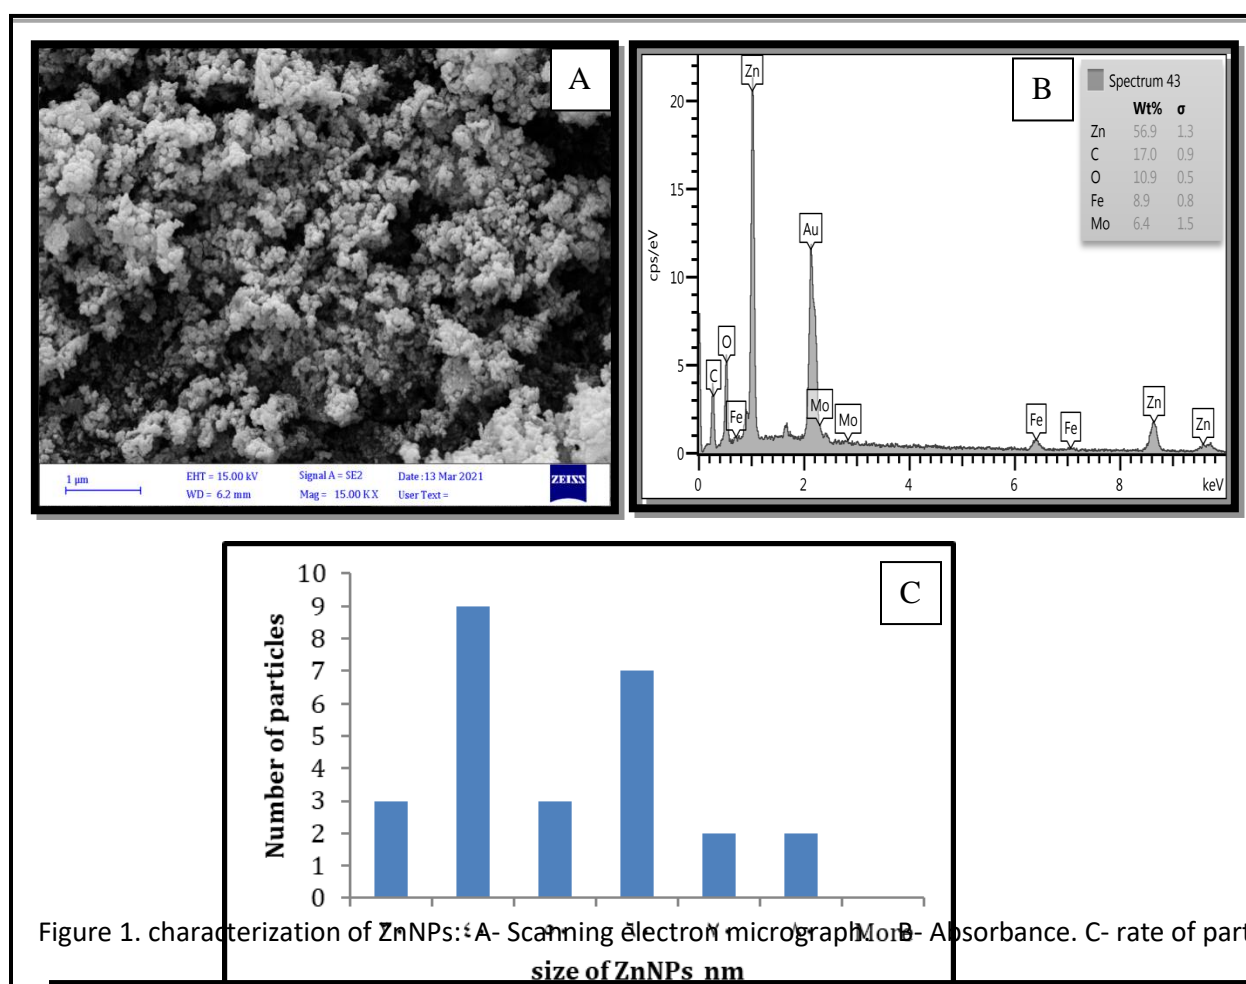 A
1 µm
EHT = 15.00 kV
WD = 6.2 mm
Signal A = SE2
Mag = 15.00 K X
Date :13 Mar 2021
User Text =
ZEISS
B
Spectrum 43
Wt% σ
Zn 56.9 1.3
C 17.0 0.9
O 10.9 0.5
Fe 8.9 0.8
Mo 6.4 1.5
cps/eV
20
15
10
5
0
Zn
Au
O
C
Fe
Mo
Mo
Fe
Fe
Zn
Zn
0 2 4 6 8 keV
C
Number of particles
10
9
8
7
6
5
4
3
2
1
0
More
size of ZnNPs nm
Figure 1. characterization of ZnNPs: A- Scanning electron micrograph. B- Absorbance. C- rate of part